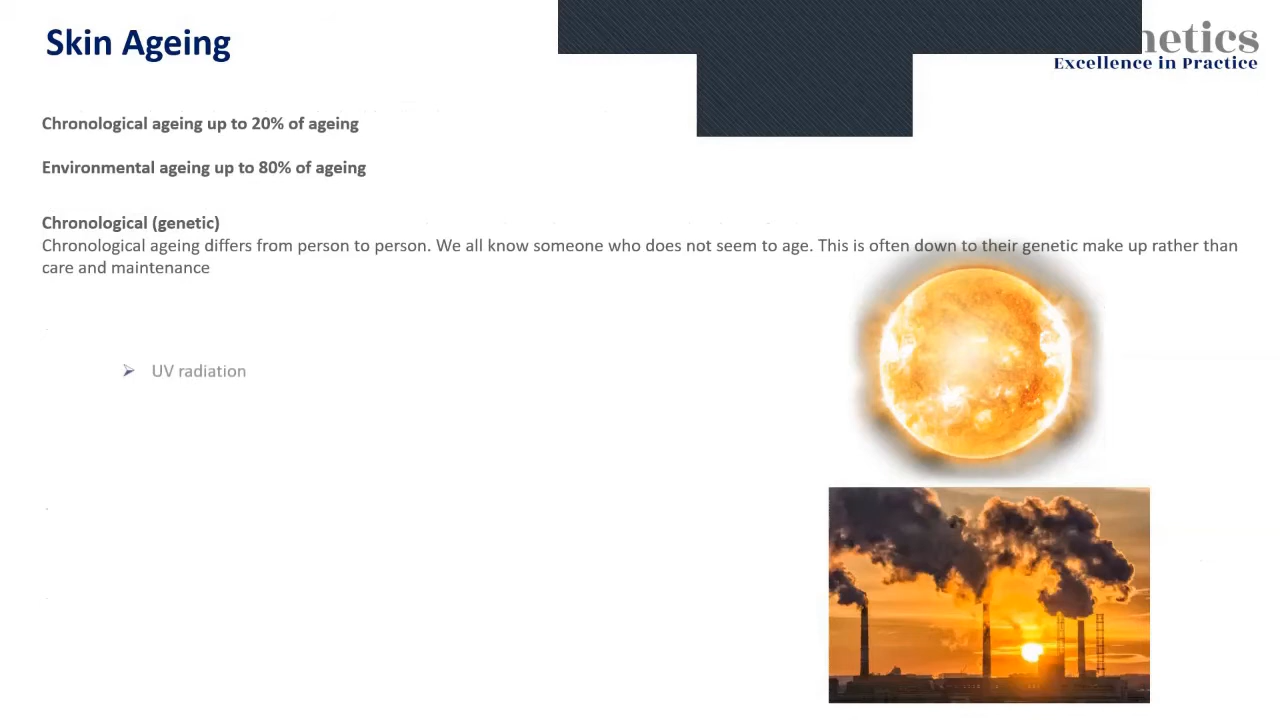 Skin Ageing
Excellence in Practice
Chronological ageing up to 20% of ageing
Environmental ageing up to 80% of ageing
Chronological (genetic)
Chronological ageing differs from person to person. We all know someone who does not seem to age. This is often down to their genetic make up rather than
care and maintenance
UV radiation